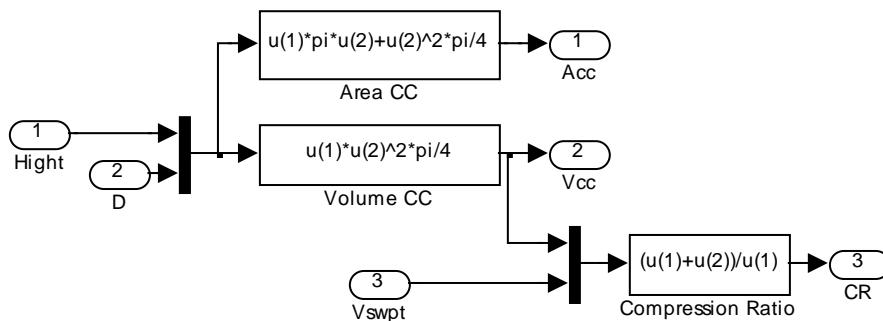 u(1)*pi*u(2)+u(2)^2*pi/4
Area CC
1
Acc
1
Hight
2
D
u(1)*u(2)^2*pi/4
Volume CC
2
Vcc
3
Vswpt
(u(1)+u(2))/u(1)
Compression Ratio
3
CR